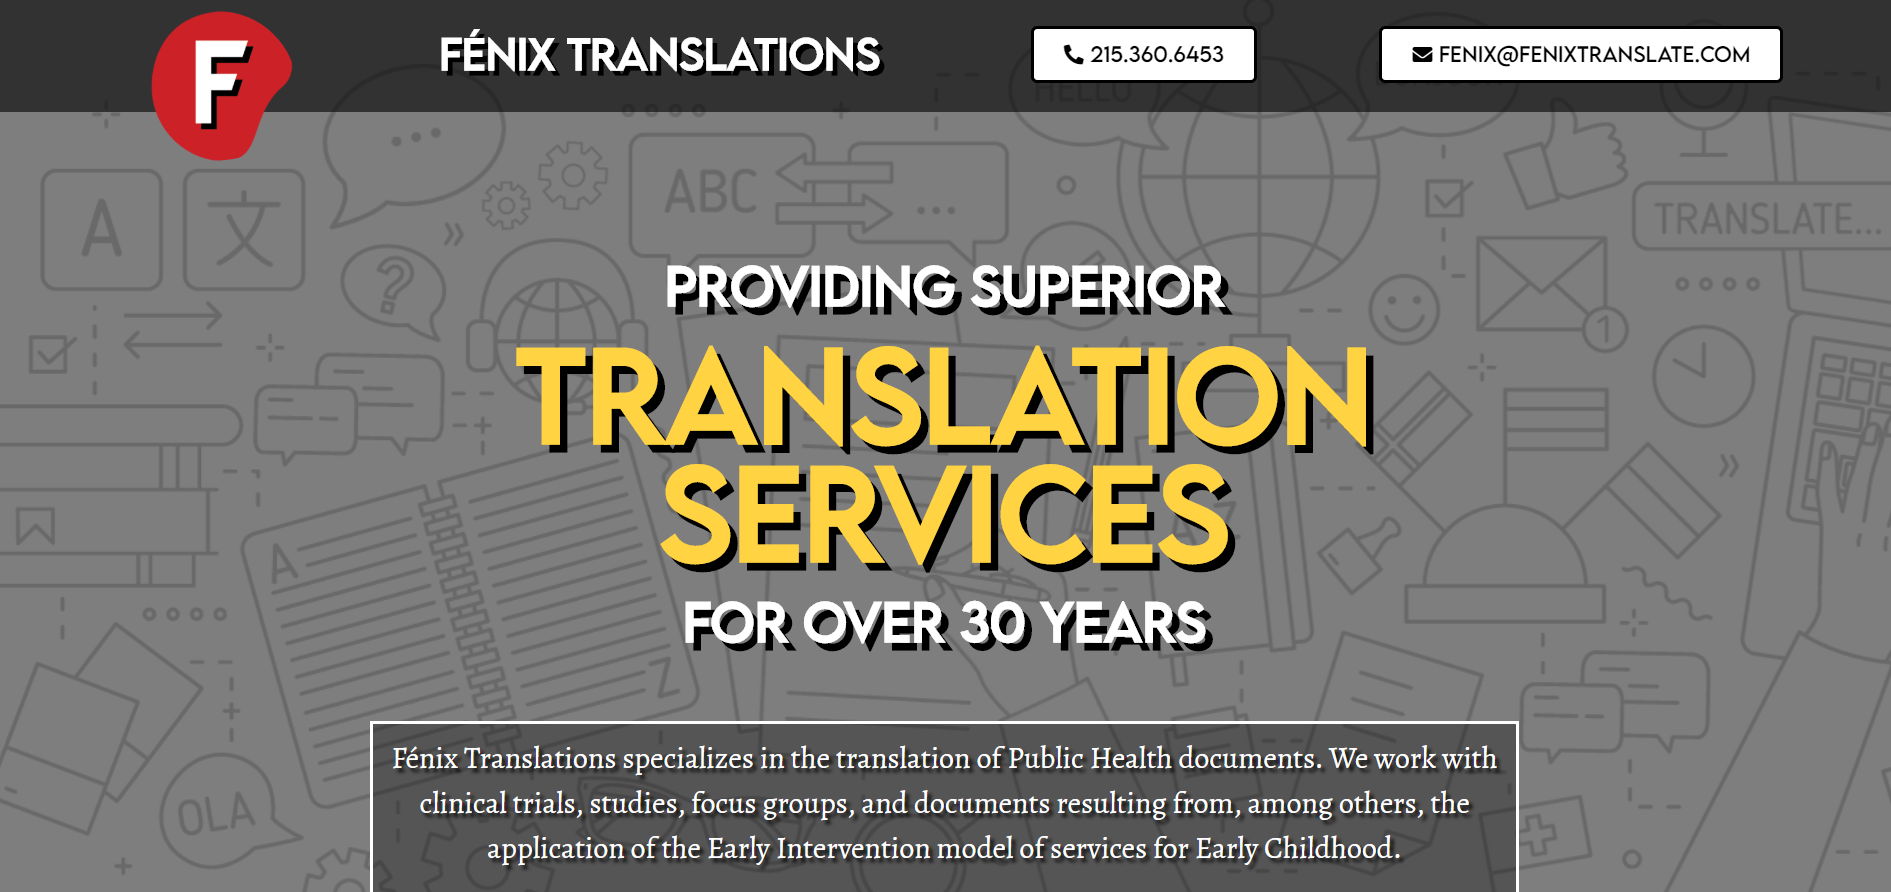 F
FÉNIX TRANSLATIONS
215.360.6453
FENIX@FENIXTRANSLATE.COM
HELLO
A
文
ABC
TRANSLATE...
?
1
PROVIDING SUPERIOR
TRANSLATION
SERVICES
FOR OVER 30 YEARS
A
Z
OLA
Fénix Translations specializes in the translation of Public Health documents. We work with
clinical trials, studies, focus groups, and documents resulting from, among others, the
application of the Early Intervention model of services for Early Childhood.